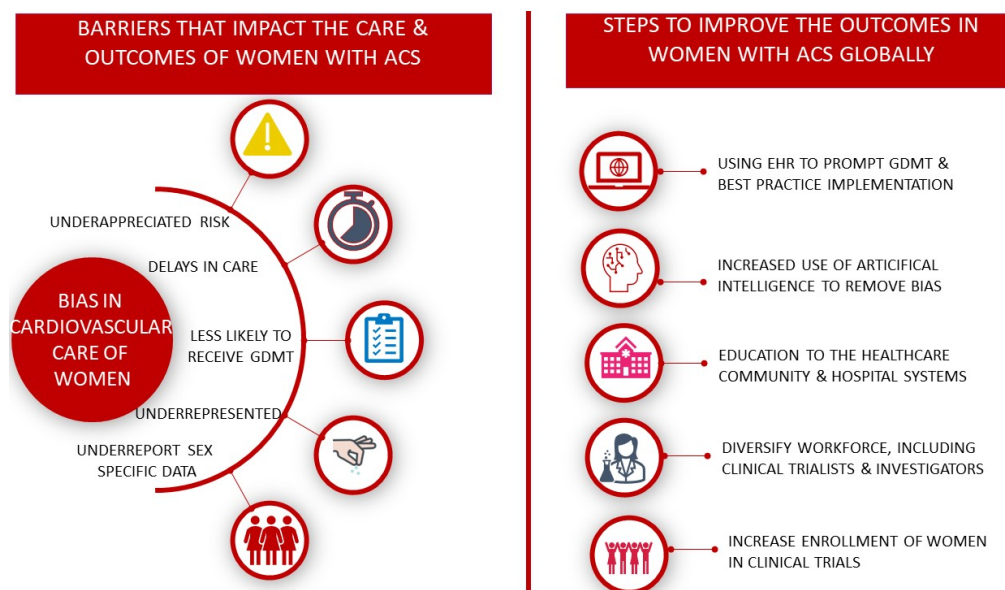 BARRIERS THAT IMPACT THE CARE &
OUTCOMES OF WOMEN WITH ACS
UNDERAPPRECIATED RISK
DELAYS IN CARE
BIAS IN
CARDIOVASCULAR
CARE OF
WOMEN
LESS LIKELY TO
RECEIVE GDMT
UNDERREPRESENTED
UNDERREPORT SEX
SPECIFIC DATA
STEPS TO IMPROVE THE OUTCOMES IN
WOMEN WITH ACS GLOBALLY
USING EHR TO PROMPT GDMT &
BEST PRACTICE IMPLEMENTATION
INCREASED USE OF ARTICIFICAL
INTELLIGENCE TO REMOVE BIAS
EDUCATION TO THE HEALTHCARE
COMMUNITY & HOSPITAL SYSTEMS
DIVERSIFY WORKFORCE, INCLUDING
CLINICAL TRIALISTS & INVESTIGATORS
INCREASE ENROLLMENT OF WOMEN
IN CLINICAL TRIALS